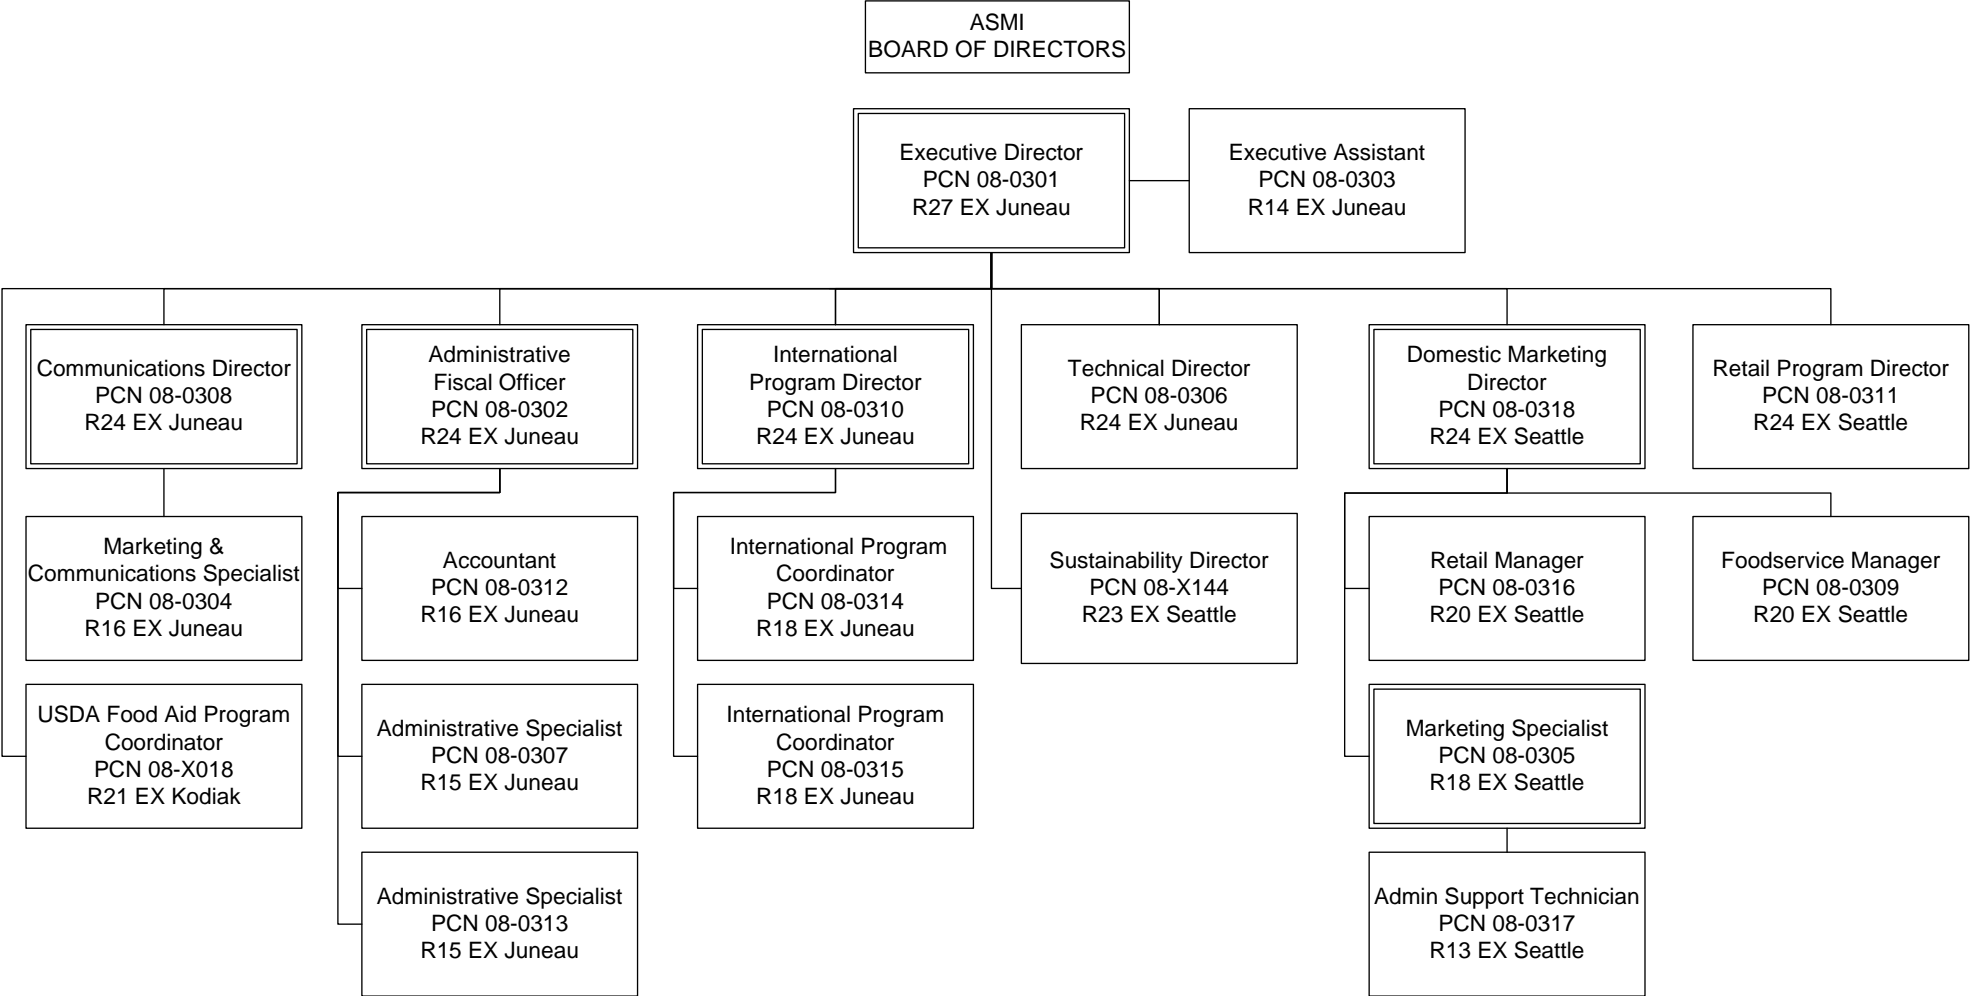 ASMI
BOARD OF DIRECTORS
Executive Director
PCN 08-0301
R27 EX Juneau
Executive Assistant
PCN 08-0303
R14 EX Juneau
Communications Director
PCN 08-0308
R24 EX Juneau
Administrative
Fiscal Officer
PCN 08-0302
R24 EX Juneau
International
Program Director
PCN 08-0310
R24 EX Juneau
Technical Director
PCN 08-0306
R24 EX Juneau
Domestic Marketing
Director
PCN 08-0318
R24 EX Seattle
Retail Program Director
PCN 08-0311
R24 EX Seattle
Marketing &
Communications Specialist
PCN 08-0304
R16 EX Juneau
Accountant
PCN 08-0312
R16 EX Juneau
International Program
Coordinator
PCN 08-0314
R18 EX Juneau
Sustainability Director
PCN 08-X144
R23 EX Seattle
Retail Manager
PCN 08-0316
R20 EX Seattle
Foodservice Manager
PCN 08-0309
R20 EX Seattle
USDA Food Aid Program
Coordinator
PCN 08-X018
R21 EX Kodiak
Administrative Specialist
PCN 08-0307
R15 EX Juneau
International Program
Coordinator
PCN 08-0315
R18 EX Juneau
Marketing Specialist
PCN 08-0305
R18 EX Seattle
Administrative Specialist
PCN 08-0313
R15 EX Juneau
Admin Support Technician
PCN 08-0317
R13 EX Seattle